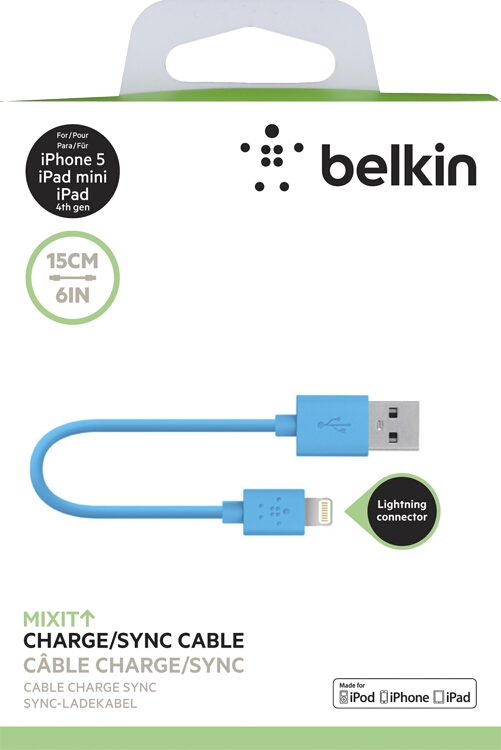 For/Pour
Para/Für
iPhone 5
iPad mini
iPad
4th gen
belkin
15CM
6IN
Lightning
connector
MIXIT↑
CHARGE/SYNC CABLE
CÂBLE CHARGE/SYNC
CABLE CHARGE SYNC
SYNC-LADEKABEL
Made for
iPod iPhone iPad